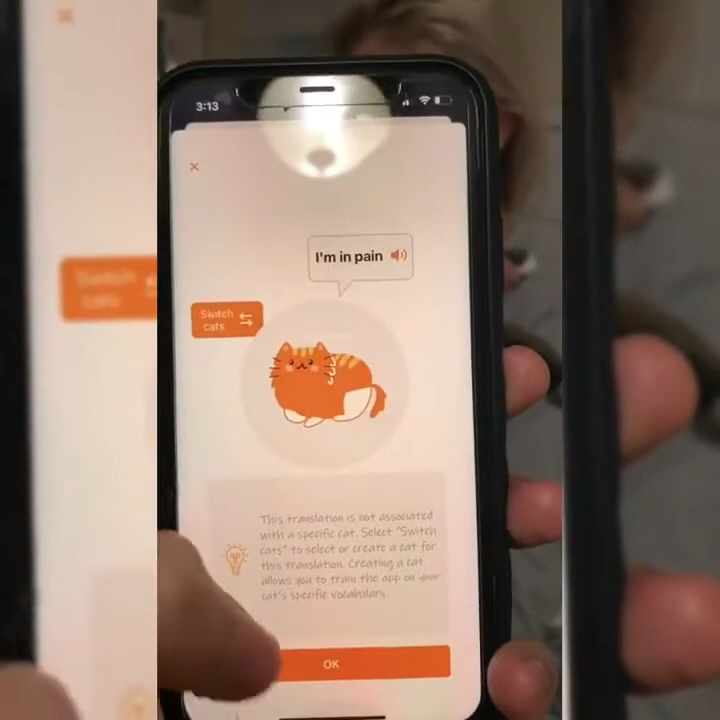 3:13
×
I'm in pain
Switch
cats
This translation is not associated
with a specific cat. Select "Switch
cats" to select or create a cat for
this translation. Creating a cat
allows you to train the app on your
cat's specific vocabulary.
OK